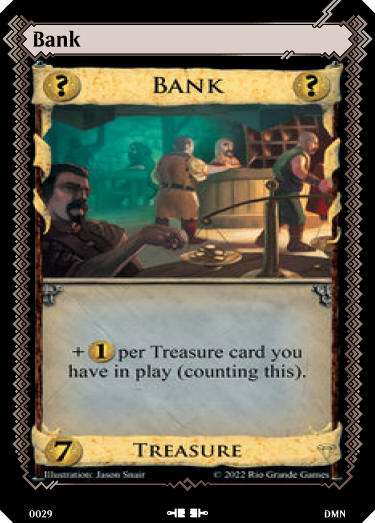 Bank
? BANK ?
+ 1 per Treasure card you
have in play (counting this).
7 TREASURE
Illustration: Jason Snair © 2022 Rio Grande Games
0029 DMN